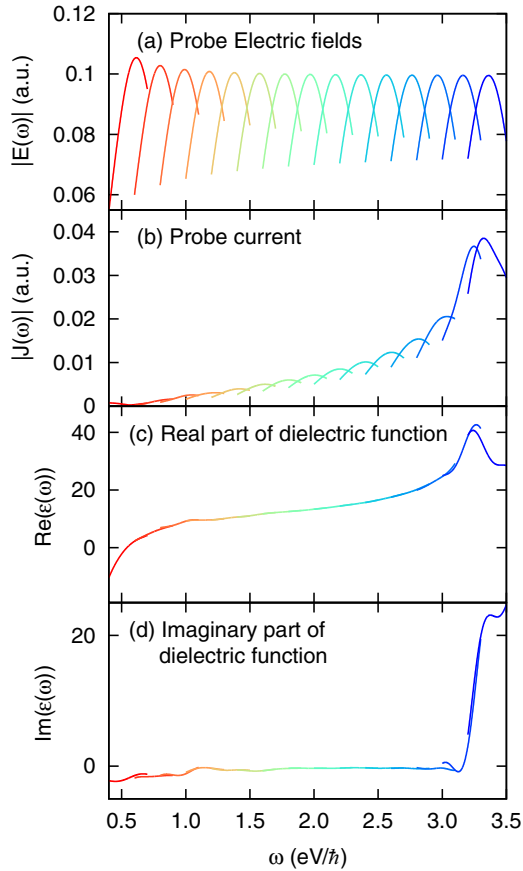 0.12
(a) Probe Electric fields
0.1
0.08
0.06
|E(ω)| (a.u.)
(b) Probe current
0.04
0.03
0.02
0.01
0
|J(ω)| (a.u.)
(c) Real part of dielectric function
40
20
0
Re(ε(ω))
(d) Imaginary part of
dielectric function
20
0
Im(ε(ω))
0.5 1.0 1.5 2.0 2.5 3.0 3.5
ω (eV/ħ)